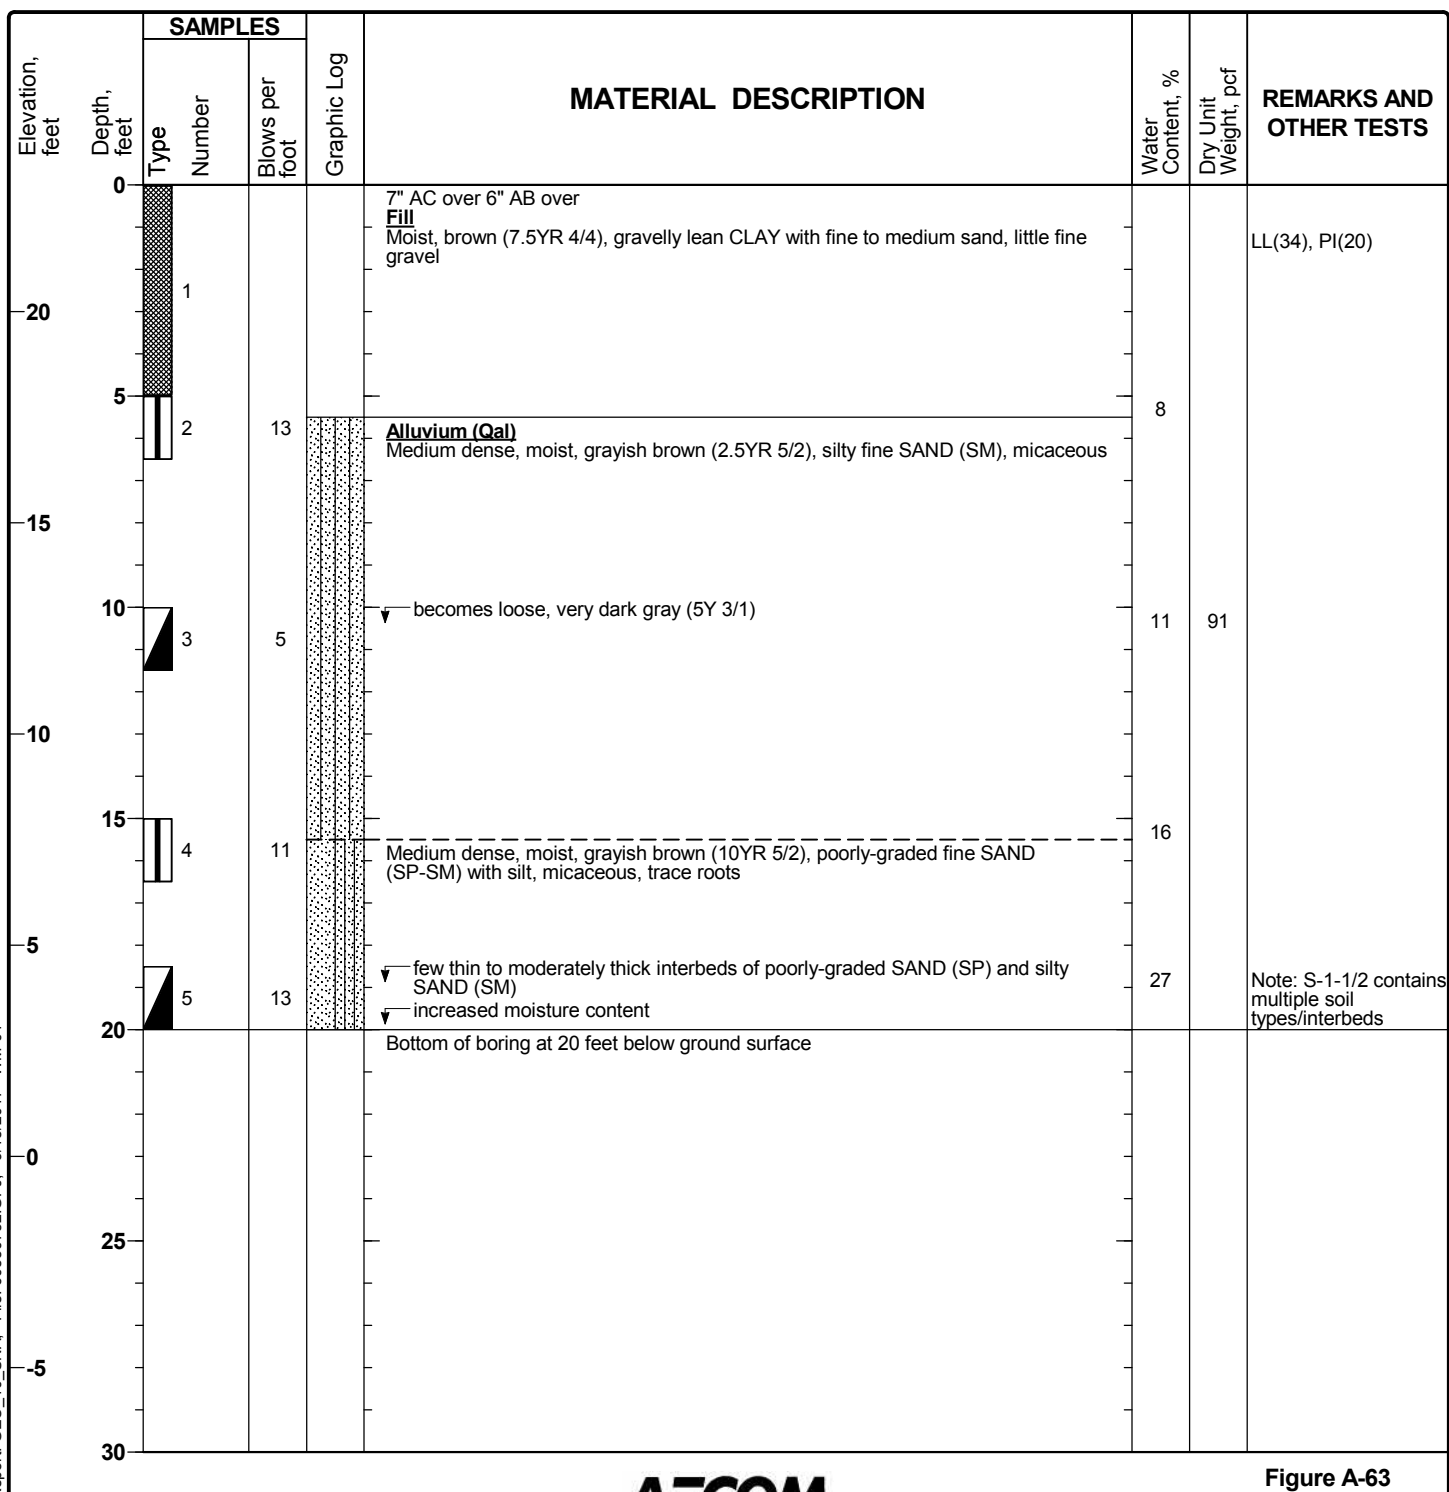 SAMPLES
Elevation,
feet
Depth,
feet
Type
Number
Blows per
foot
Graphic Log
MATERIAL DESCRIPTION
Water
Content, %
Dry Unit
Weight, pcf
REMARKS AND
OTHER TESTS
0
7" AC over 6" AB over
Fill
Moist, brown (7.5YR 4/4), gravelly lean CLAY with fine to medium sand, little fine
gravel
LL(34), PI(20)
1
20
5
8
2
13
Alluvium (Qal)
Medium dense, moist, grayish brown (2.5YR 5/2), silty fine SAND (SM), micaceous
15
10
becomes loose, very dark gray (5Y 3/1)
11
91
3
5
10
15
16
4
11
Medium dense, moist, grayish brown (10YR 5/2), poorly-graded fine SAND
(SP-SM) with silt, micaceous, trace roots
5
few thin to moderately thick interbeds of poorly-graded SAND (SP) and silty
SAND (SM)
27
Note: S-1-1/2 contains
multiple soil
types/interbeds
5
13
increased moisture content
20
Bottom of boring at 20 feet below ground surface
0
25
-5
30
AECOM
Figure A-63